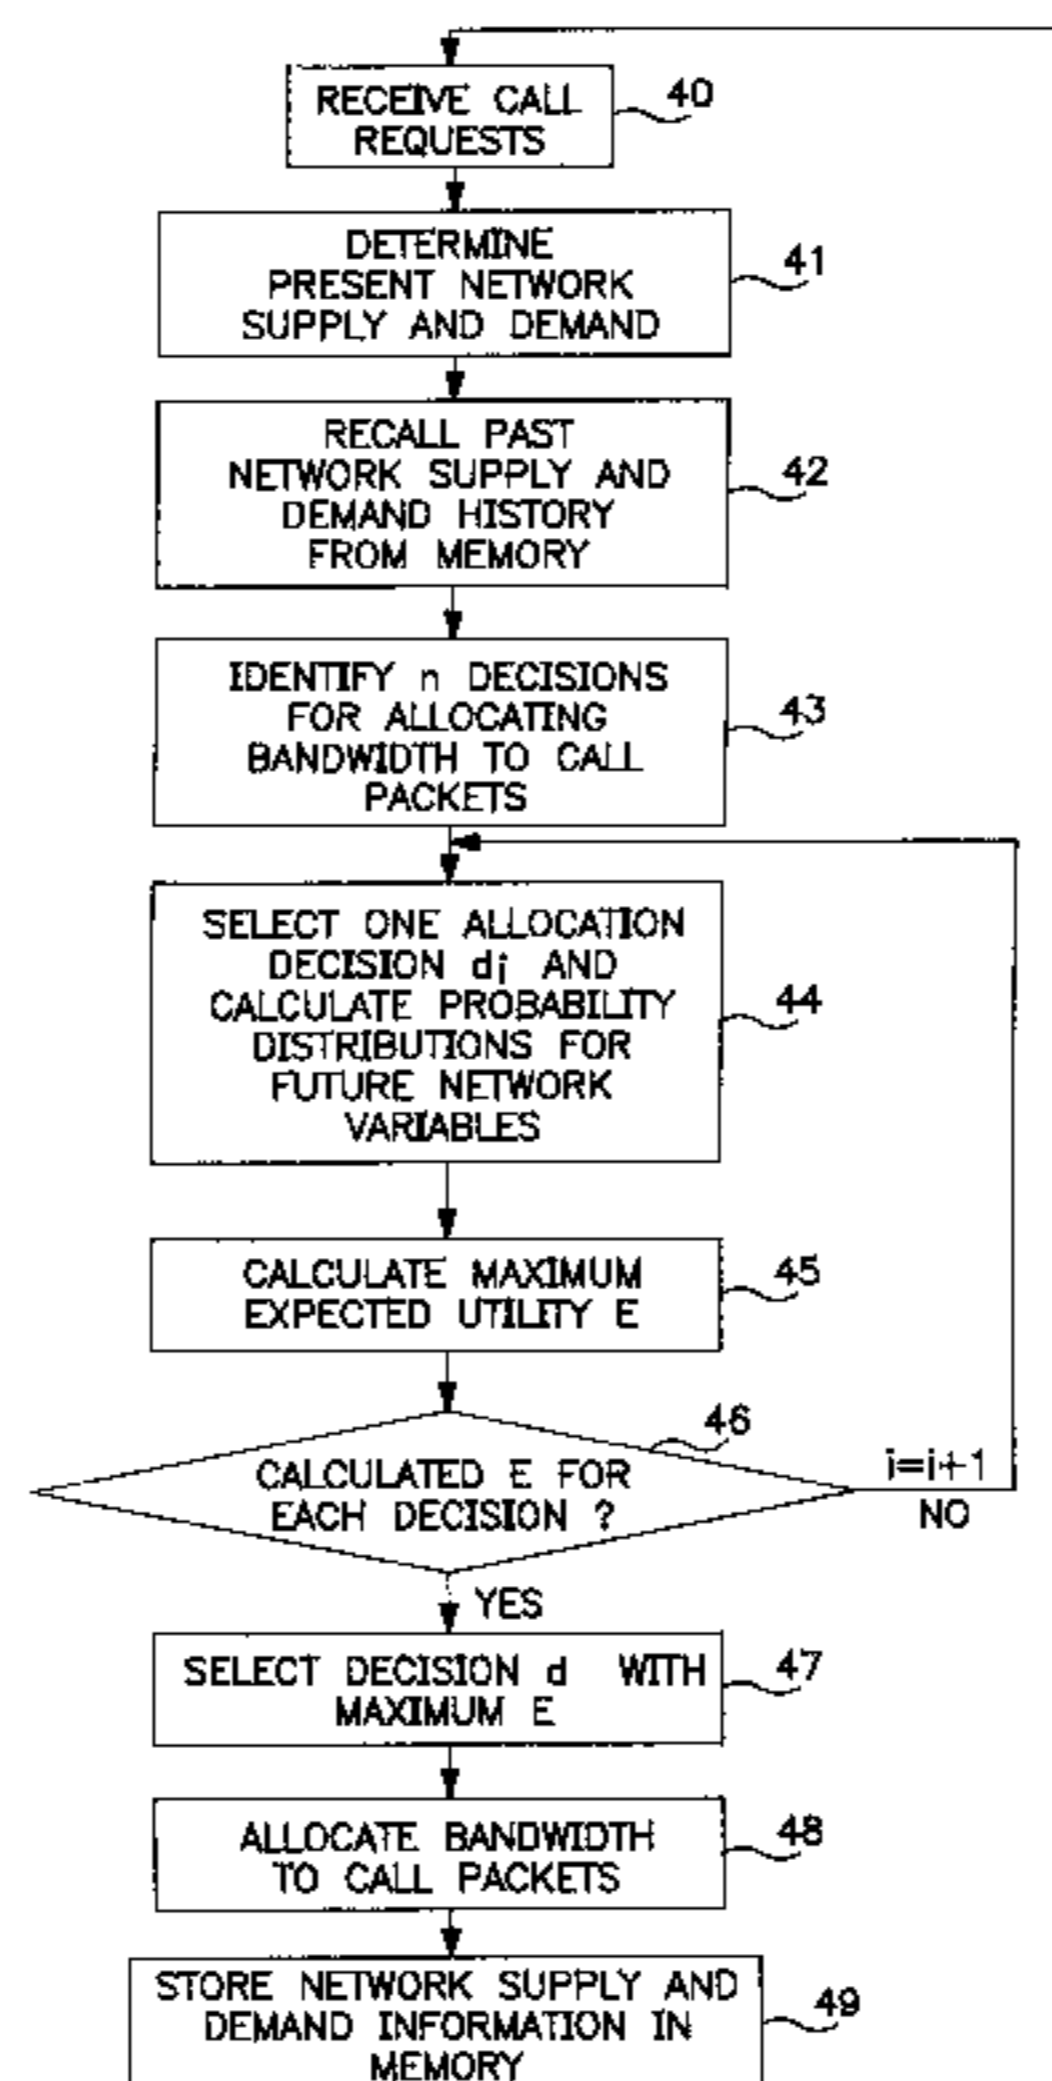 RECEIVE CALL
REQUESTS
40
DETERMINE
PRESENT NETWORK
SUPPLY AND DEMAND
41
RECALL PAST
NETWORK SUPPLY AND
DEMAND HISTORY
FROM MEMORY
42
IDENTIFY n DECISIONS
FOR ALLOCATING
BANDWIDTH TO CALL
PACKETS
43
SELECT ONE ALLOCATION
DECISION di AND
CALCULATE PROBABILITY
DISTRIBUTIONS FOR
FUTURE NETWORK
VARIABLES
44
CALCULATE MAXIMUM
EXPECTED UTILITY E
45
46
CALCULATED E FOR
EACH DECISION ?
i=i+1
NO
YES
SELECT DECISION d WITH
MAXIMUM E
47
ALLOCATE BANDWIDTH
TO CALL PACKETS
48
STORE NETWORK SUPPLY AND
DEMAND INFORMATION IN
MEMORY
49